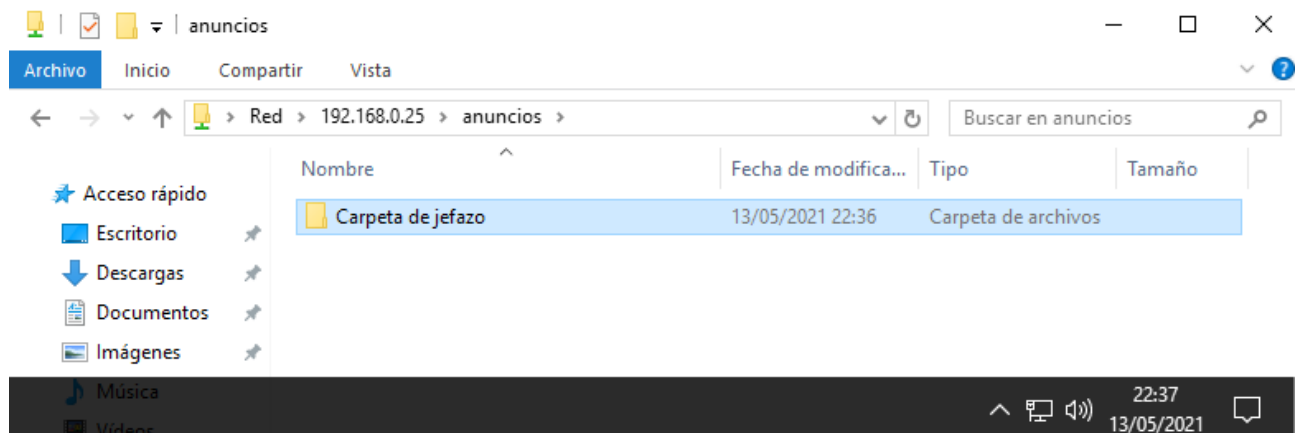 anuncios
Archivo Inicio Compartir Vista
Red > 192.168.0.25 > anuncios > Buscar en anuncios
Nombre Fecha de modifica... Tipo Tamaño
Acceso rápido
Carpeta de jefazo 13/05/2021 22:36 Carpeta de archivos
Escritorio
Descargas
Documentos
Imágenes
Música
22:37
Vídeos
13/05/2021